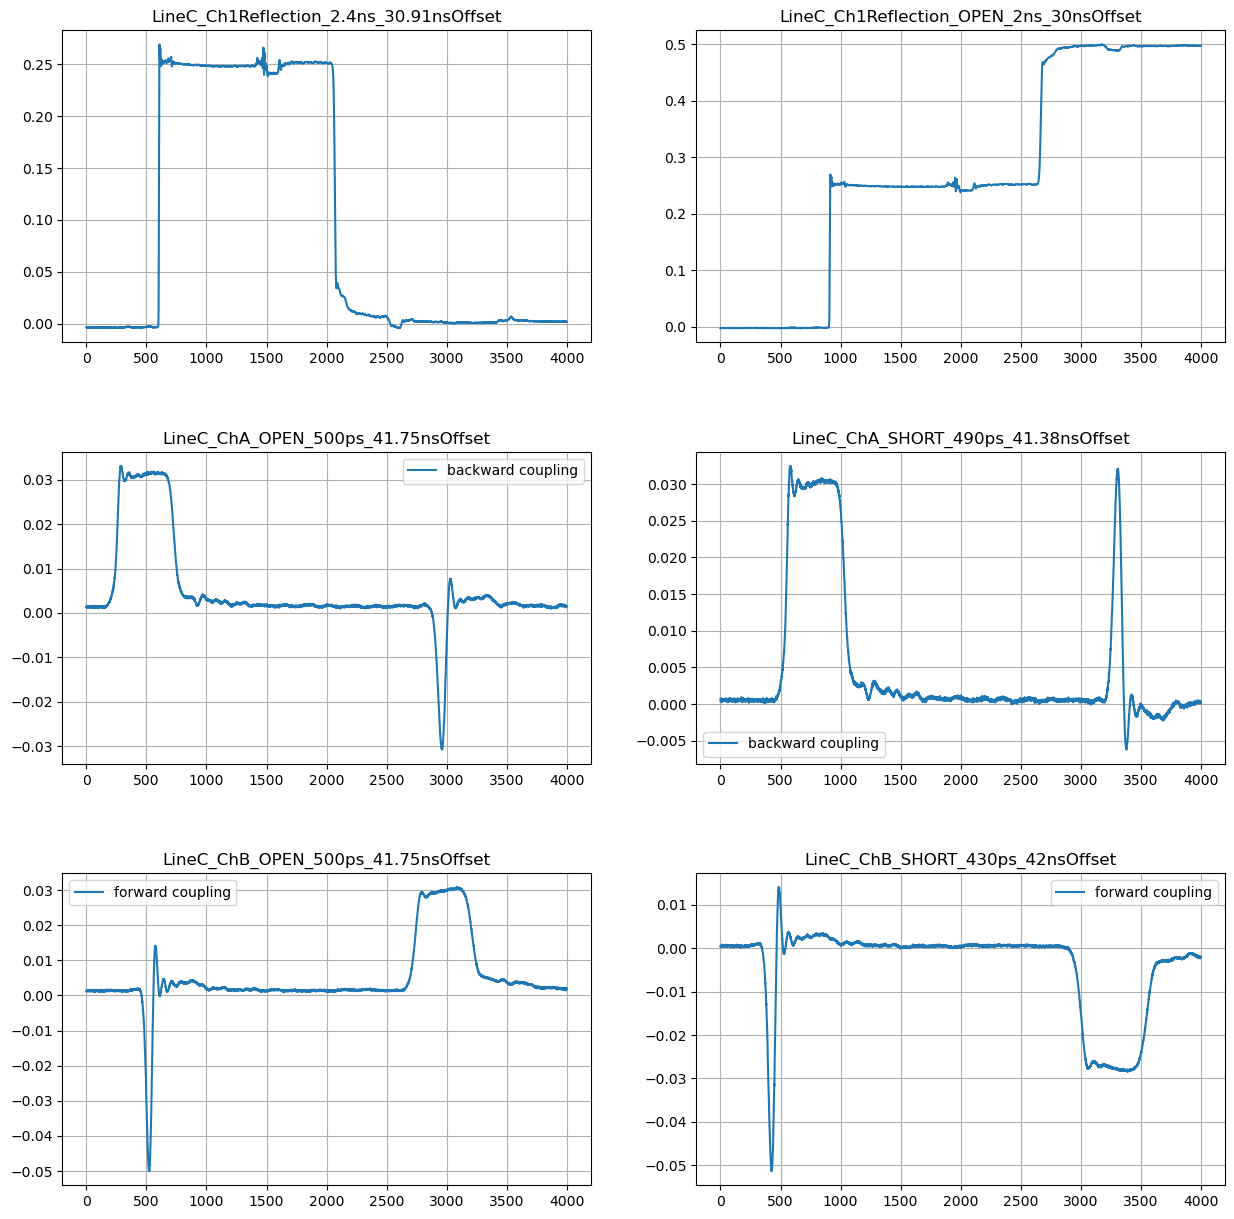 LineC_Ch1Reflection_2.4ns_30.91nsOffset
0.25
0.20
0.15
0.10
0.05
0.00
0 500 1000 1500 2000 2500 3000 3500 4000
LineC_Ch1Reflection_OPEN_2ns_30nsOffset
0.5
0.4
0.3
0.2
0.1
0.0
0 500 1000 1500 2000 2500 3000 3500 4000
LineC_ChA_OPEN_500ps_41.75nsOffset
backward coupling
0.03
0.02
0.01
0.00
−0.01
−0.02
−0.03
0 500 1000 1500 2000 2500 3000 3500 4000
LineC_ChA_SHORT_490ps_41.38nsOffset
0.030
0.025
0.020
0.015
0.010
0.005
0.000
−0.005
backward coupling
0 500 1000 1500 2000 2500 3000 3500 4000
LineC_ChB_OPEN_500ps_41.75nsOffset
forward coupling
0.03
0.02
0.01
0.00
−0.01
−0.02
−0.03
−0.04
−0.05
0 500 1000 1500 2000 2500 3000 3500 4000
LineC_ChB_SHORT_430ps_42nsOffset
forward coupling
0.01
0.00
−0.01
−0.02
−0.03
−0.04
−0.05
0 500 1000 1500 2000 2500 3000 3500 4000